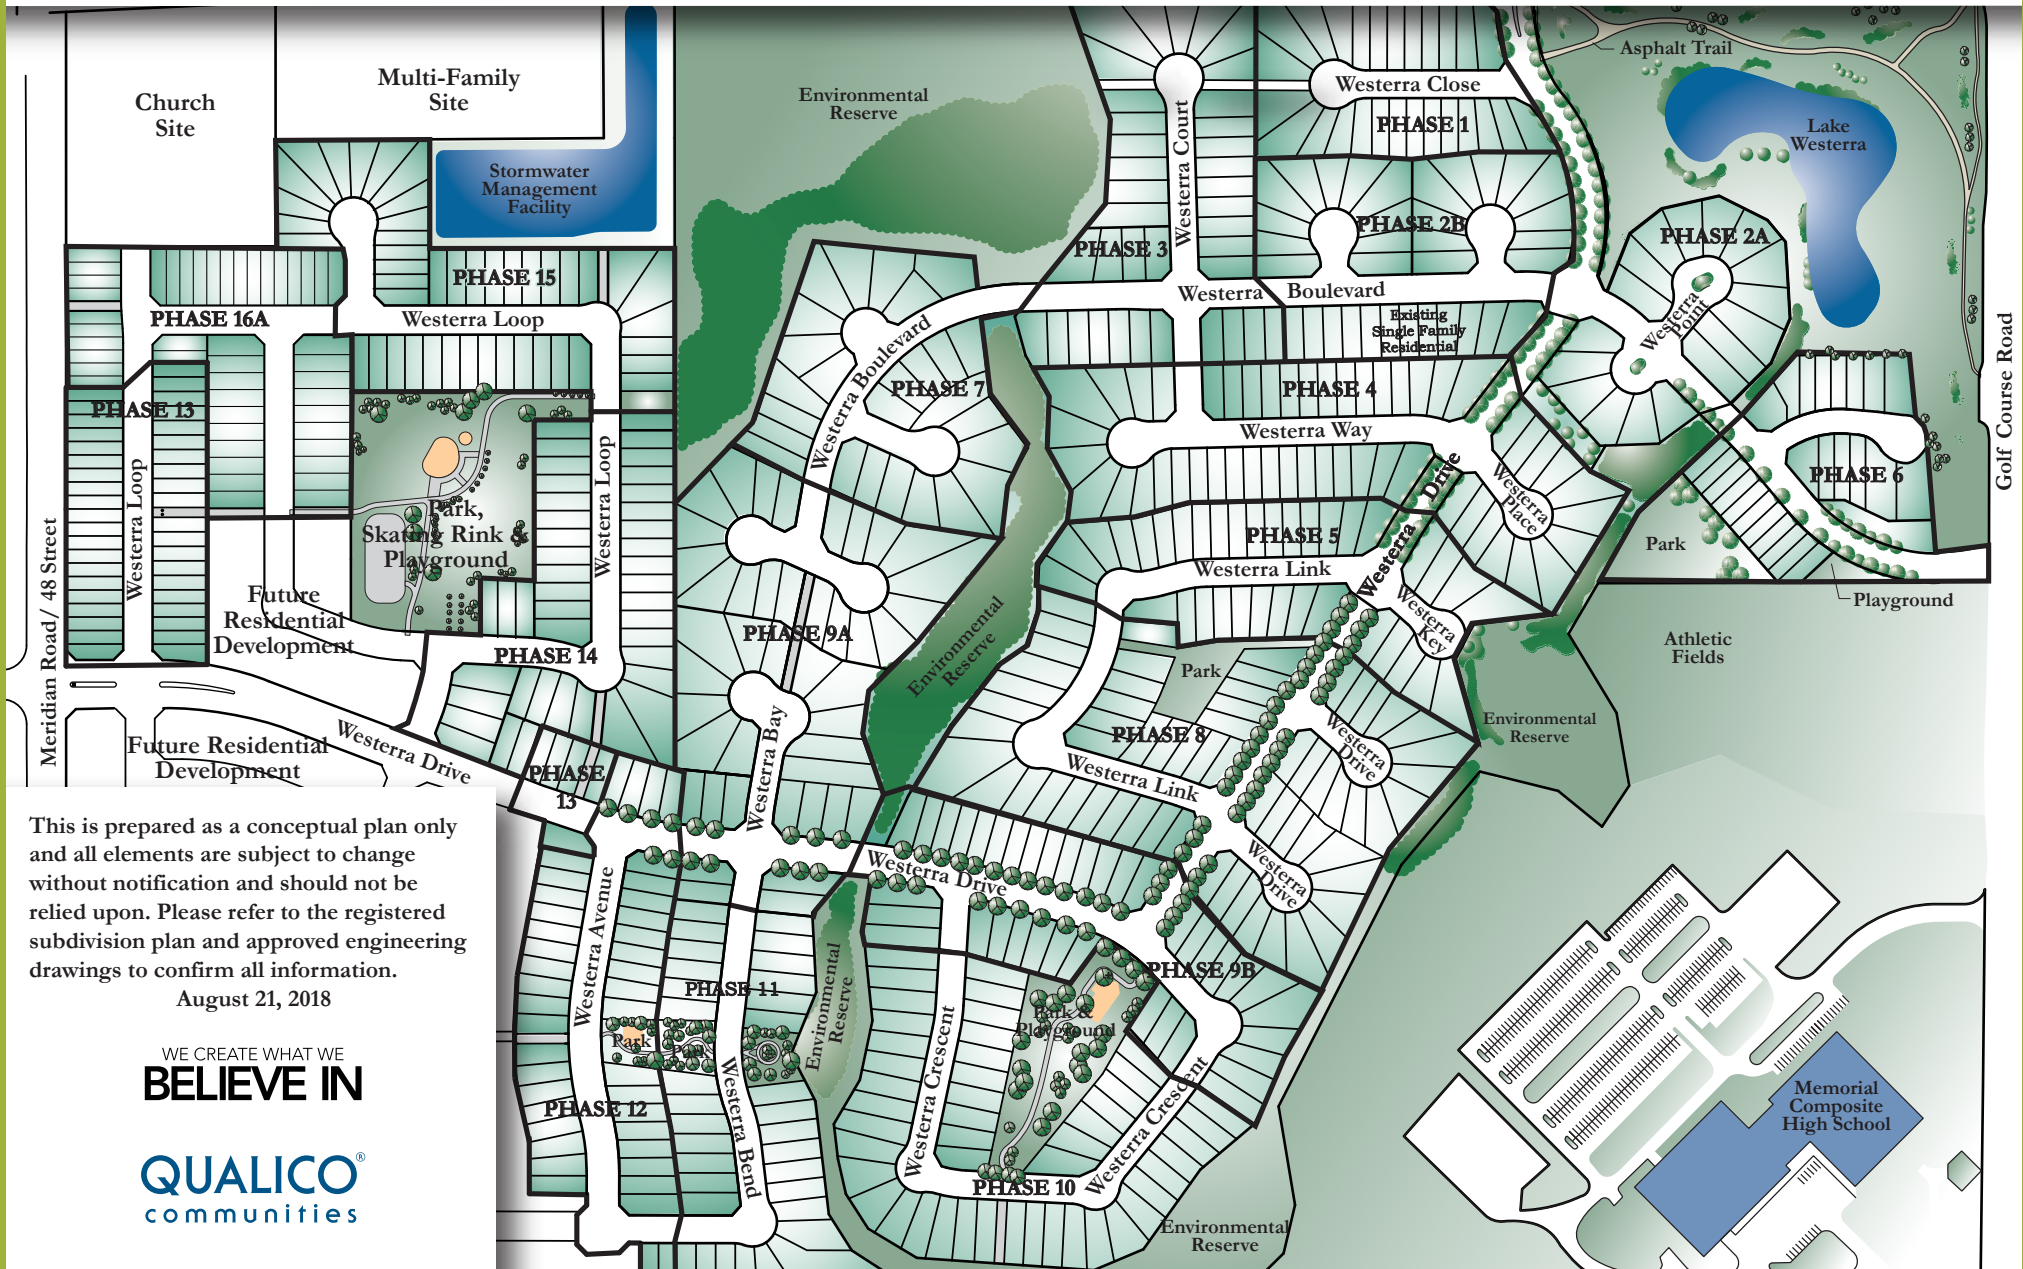 Church
Site
Multi-Family
Site
Stormwater
Management
Facility
Environmental
Reserve
Westerra Court
Westerra Close
PHASE 1
Asphalt Trail
Lake
Westerra
PHASE 2B
PHASE 2A
PHASE 3
PHASE 15
Westerra Boulevard
Westerra
Point
PHASE 16A
Westerra Loop
Existing
Single Family
Residential
Golf Course Road
Westerra Boulevard
PHASE 7
PHASE 4
PHASE 13
Westerra Way
Westerra Loop
Westerra Loop
Westerra Drive
Westerra
Place
PHASE 6
Park,
Skating Rink &
Playground
PHASE 5
Westerra Link
Park
Meridian Road/ 48 Street
Future
Residential
Development
Playground
Westerra
Key
PHASE 9A
Environmental
Reserve
PHASE 14
Athletic
Fields
Park
Westerra Bay
PHASE 8
Westerra
Drive
Environmental
Reserve
Westerra Drive
Future Residential
Development
Westerra Link
PHASE
13
This is prepared as a conceptual plan only
and all elements are subject to change
without notification and should not be
relied upon. Please refer to the registered
subdivision plan and approved engineering
drawings to confirm all information.
August 21, 2018
Westerra Drive
Westerra
Drive
Westerra Avenue
PHASE 11
Environmental
Reserve
PHASE 9B
Park &
Playground
Park
Park
Westerra Crescent
Westerra Crescent
Westerra Bend
PHASE 12
PHASE 10
Environmental
Reserve
Memorial
Composite
High School
WE CREATE WHAT WE
BELIEVE IN
QUALICO®
communities